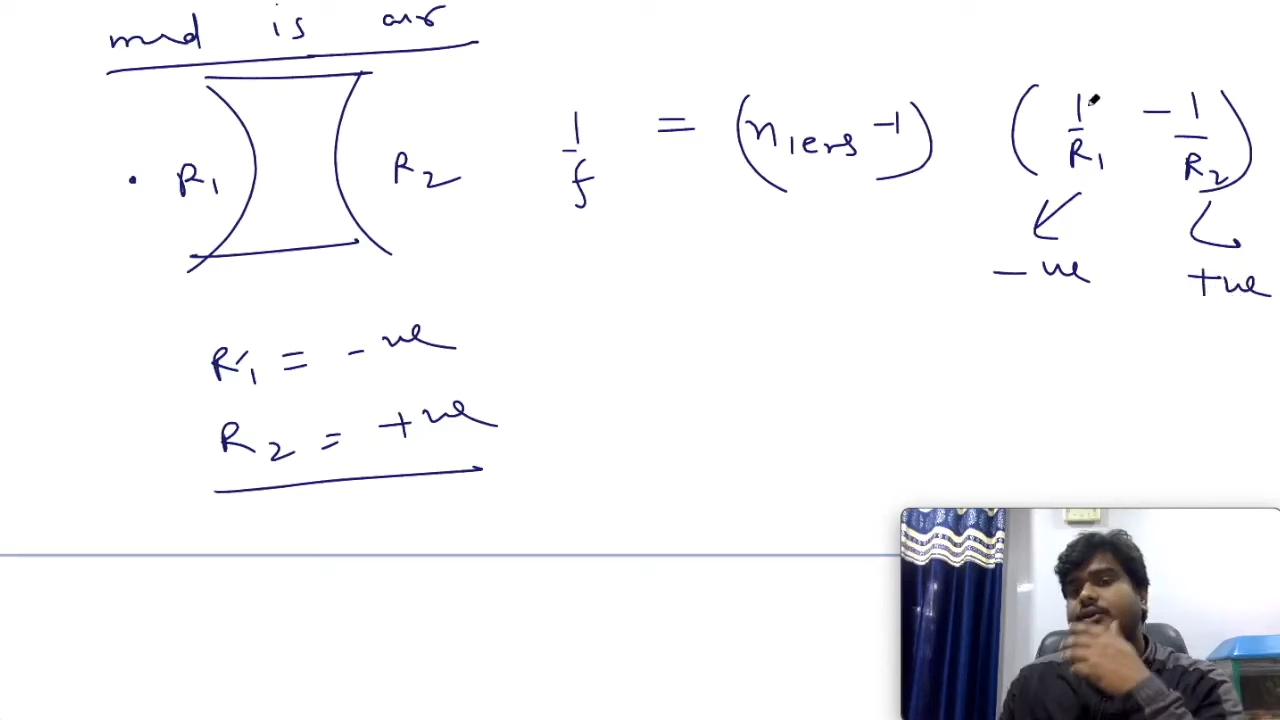 med is air
R1 R2
1/f = (nlens -1) (1/R1 - 1/R2)
-ve +ve
R1 = -ve
R2 = +ve